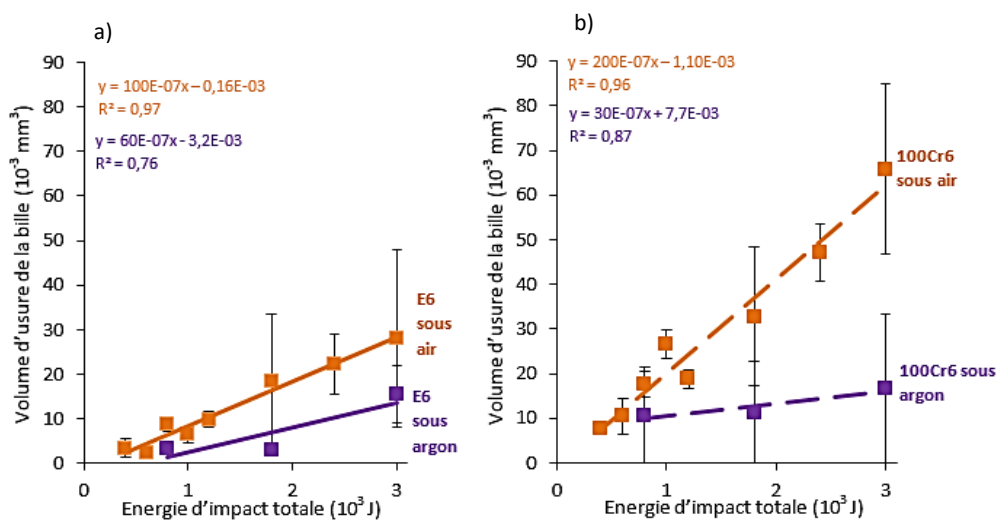 a)
y = 100E-07x – 0,16E-03
R² = 0,97
y = 60E-07x - 3,2E-03
R² = 0,76
Volume d'usure de la bille (10⁻³ mm³)
90
80
70
60
50
40
30
20
10
0
E6
sous
air
E6
sous
argon
0
1
2
3
Energie d'impact totale (10³ J)
b)
y = 200E-07x – 1,10E-03
R² = 0,96
y = 30E-07x + 7,7E-03
R² = 0,87
Volume d'usure de la bille (10⁻³ mm³)
90
80
70
60
50
40
30
20
10
0
100Cr6
sous air
100Cr6 sous
argon
0
1
2
3
Energie d'impact totale (10³ J)